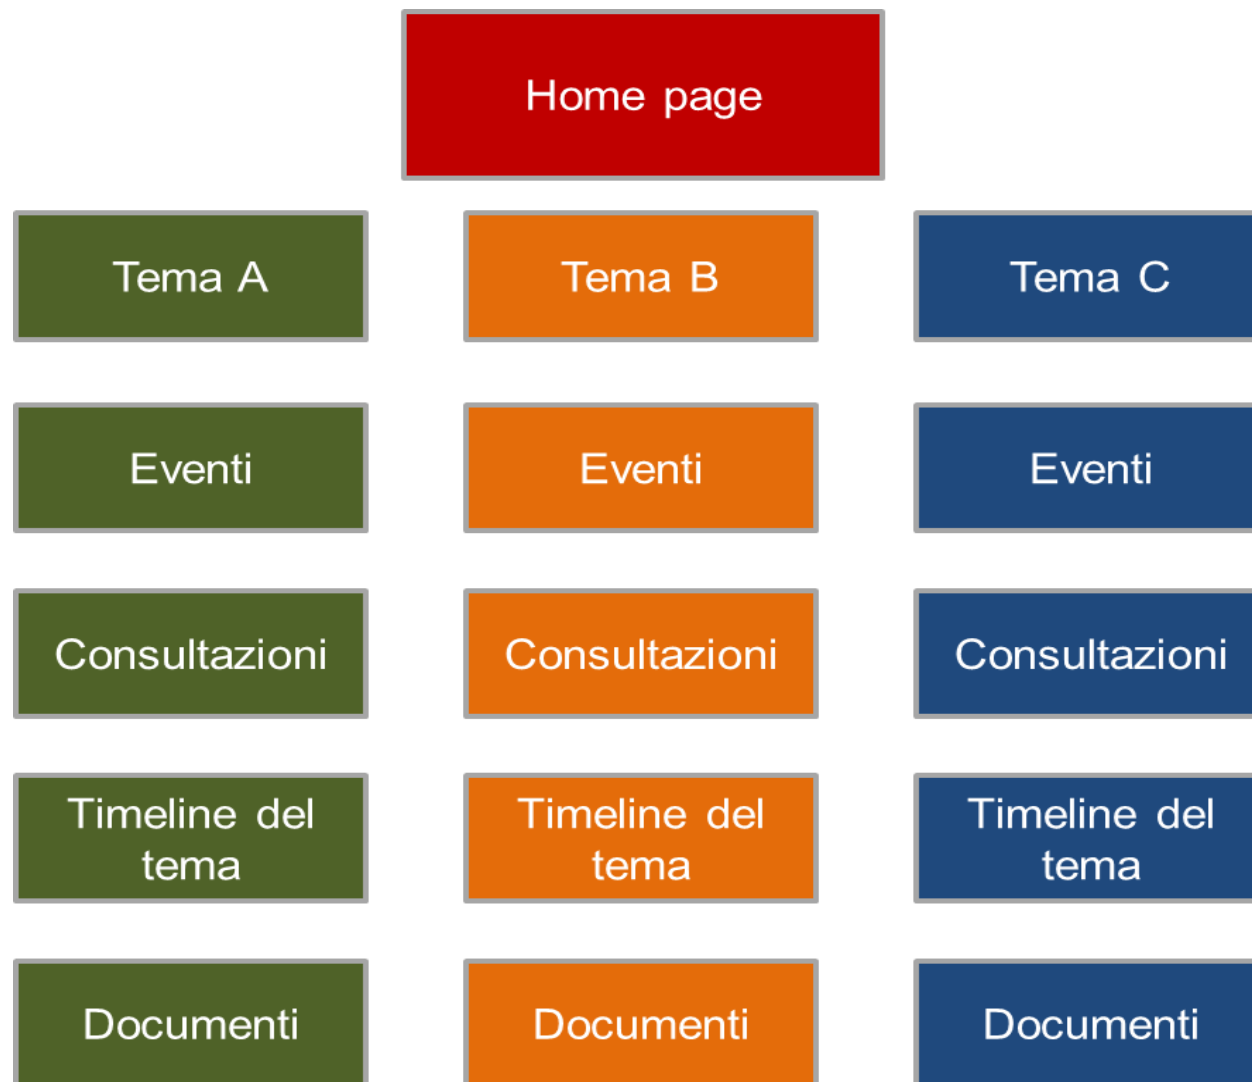 Home page
Tema A
Tema B
Tema C
Eventi
Eventi
Eventi
Consultazioni
Consultazioni
Consultazioni
Timeline del
tema
Timeline del
tema
Timeline del
tema
Documenti
Documenti
Documenti